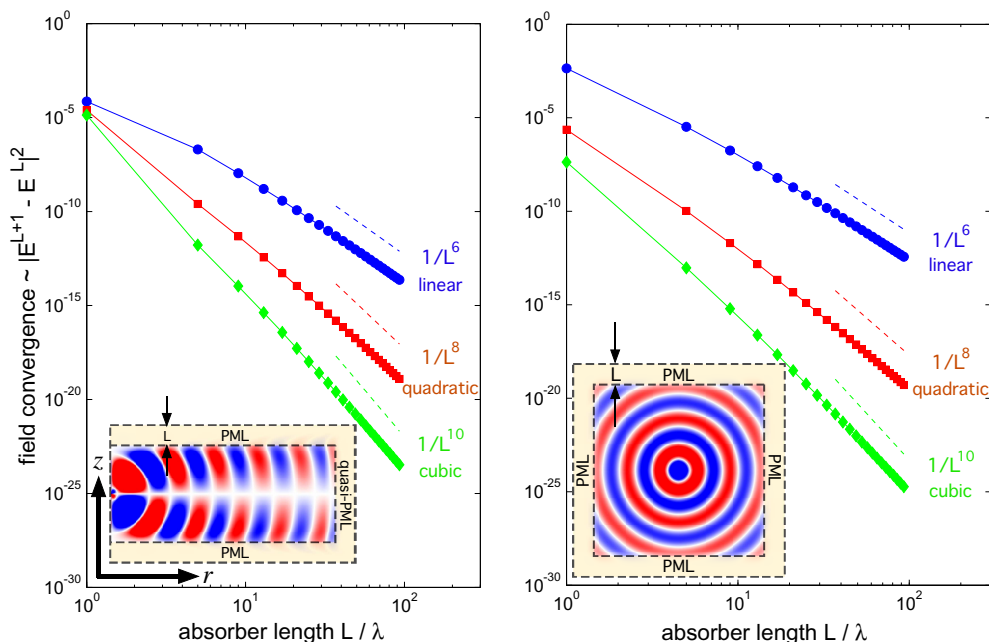 field convergence ~ |E^{L+1} - E^{L}|^2
10^0
10^{-5}
10^{-10}
10^{-15}
10^{-20}
10^{-25}
10^{-30}
1/L^6
linear
1/L^8
quadratic
1/L^{10}
cubic
L
PML
quasi-PML
PML
z
r
10^0
10^1
10^2
absorber length L / λ
10^0
10^{-5}
10^{-10}
10^{-15}
10^{-20}
10^{-25}
10^{-30}
1/L^6
linear
1/L^8
quadratic
1/L^{10}
cubic
L
PML
PML
PML
PML
10^0
10^1
10^2
absorber length L / λ